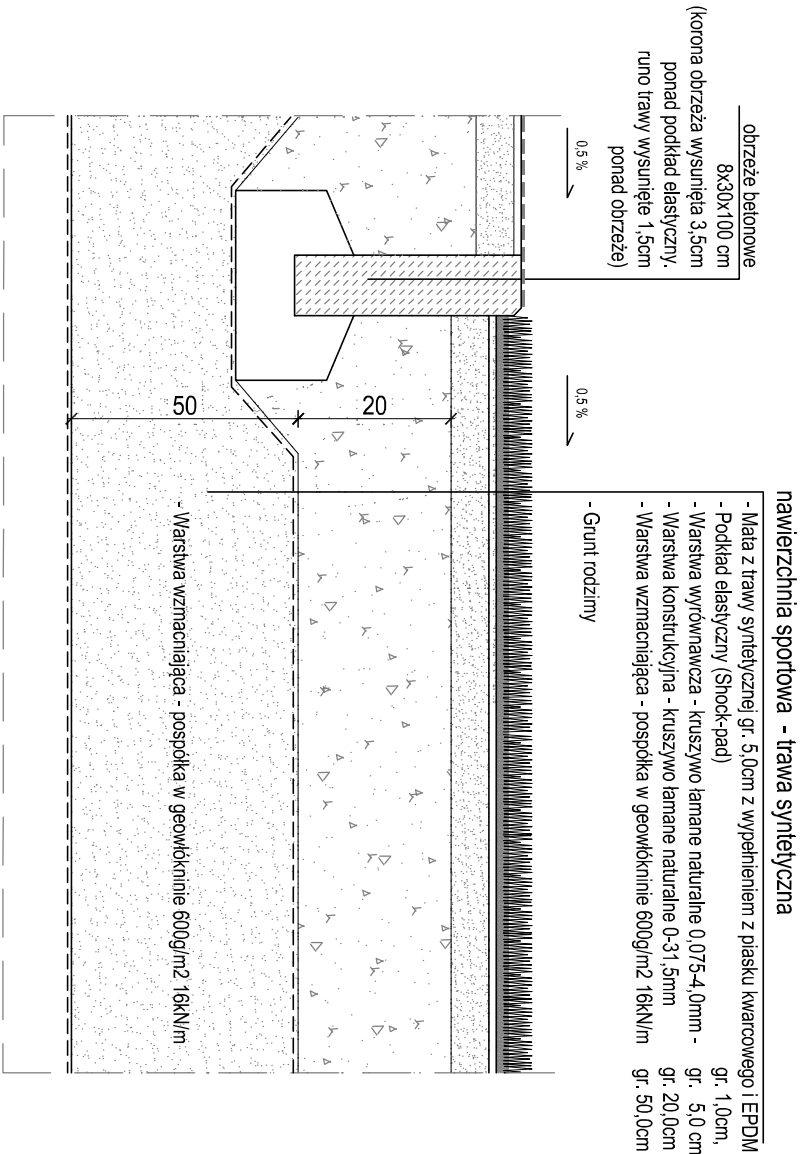 nawierzchnia sportowa - trawa syntetyczna
- Mata z trawy syntetycznej gr. 5,0cm z wypełnieniem z piasku kwarcowego i EPDM
- Podkład elastyczny (Shock-pad) gr. 1,0cm,
- Warstwa wyrównawcza - kruszywo łamane naturalne 0,075-4,0mm - gr. 5,0 cm
- Warstwa konstrukcyjna - kruszywo łamane naturalne 0-31,5mm gr. 20,0cm
- Warstwa wzmacniająca - pospółka w geowłókninie 600g/m2 16kN/m gr. 50,0cm
- Grunt rodzimy
obrzeże betonowe
8x30x100 cm
(korona obrzeża wysunięta 3,5cm
ponad podkład elastyczny.
runo trawy wysunięte 1,5cm
ponad obrzeże)
0,5 %
0,5 %
20
50
- Warstwa wzmacniająca - pospółka w geowłókninie 600g/m2 16kN/m